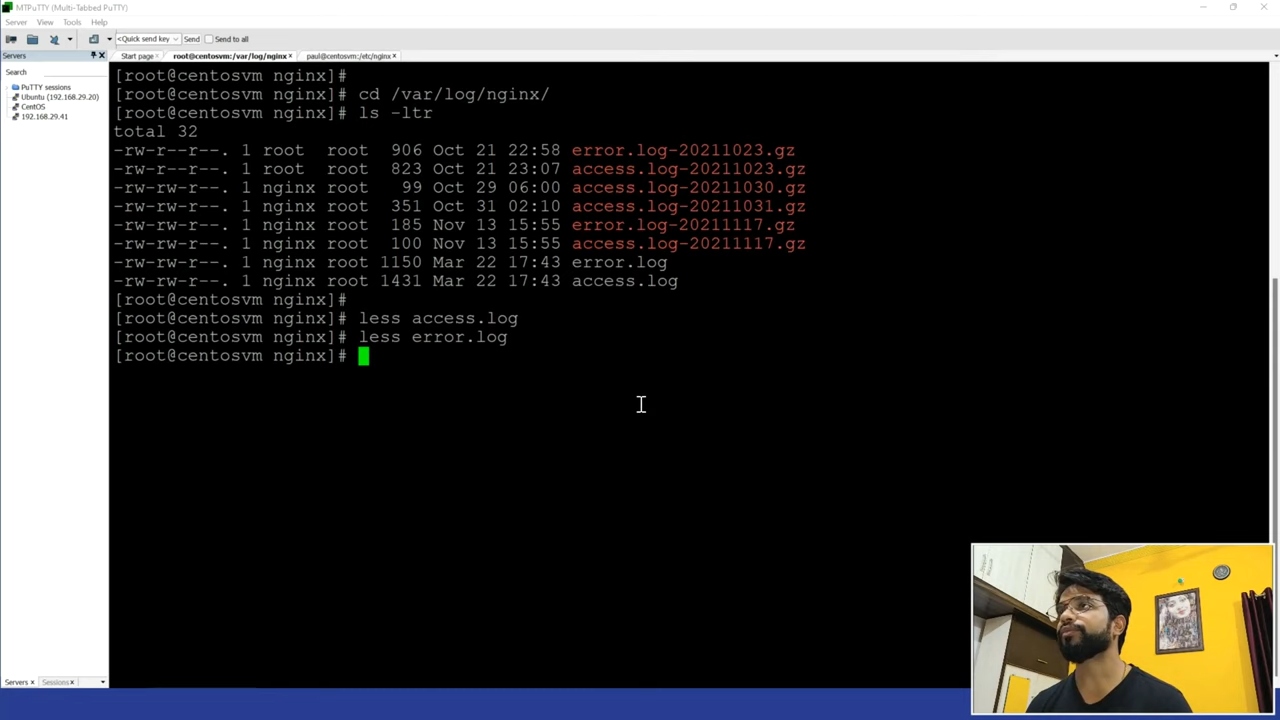 MTPuTTY (Multi-Tabbed PuTTY)
Server View Tools Help
<Quick send key> Send Send to all
Servers
Start page root@centosvm:/var/log/nginx paul@centosvm:/etc/nginx
Search
PuTTY sessions
Ubuntu (192.168.29.20)
CentOS
192.168.29.41
[root@centosvm nginx]#
[root@centosvm nginx]# cd /var/log/nginx/
[root@centosvm nginx]# ls -ltr
total 32
-rw-r--r--. 1 root  root  906 Oct 21 22:58 error.log-20211023.gz
-rw-r--r--. 1 root  root  823 Oct 21 23:07 access.log-20211023.gz
-rw-rw-r--. 1 nginx root   99 Oct 29 06:00 access.log-20211030.gz
-rw-rw-r--. 1 nginx root  351 Oct 31 02:10 access.log-20211031.gz
-rw-rw-r--. 1 nginx root  185 Nov 13 15:55 error.log-20211117.gz
-rw-rw-r--. 1 nginx root  100 Nov 13 15:55 access.log-20211117.gz
-rw-rw-r--. 1 nginx root 1150 Mar 22 17:43 error.log
-rw-rw-r--. 1 nginx root 1431 Mar 22 17:43 access.log
[root@centosvm nginx]#
[root@centosvm nginx]# less access.log
[root@centosvm nginx]# less error.log
[root@centosvm nginx]#
Servers Sessions